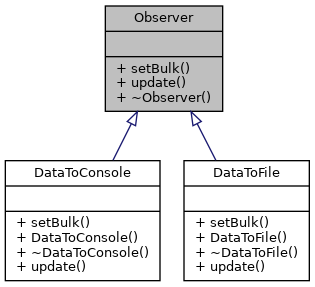 Observer
+ setBulk()
+ update()
+ ~Observer()
DataToConsole
+ setBulk()
+ DataToConsole()
+ ~DataToConsole()
+ update()
DataToFile
+ setBulk()
+ DataToFile()
+ ~DataToFile()
+ update()